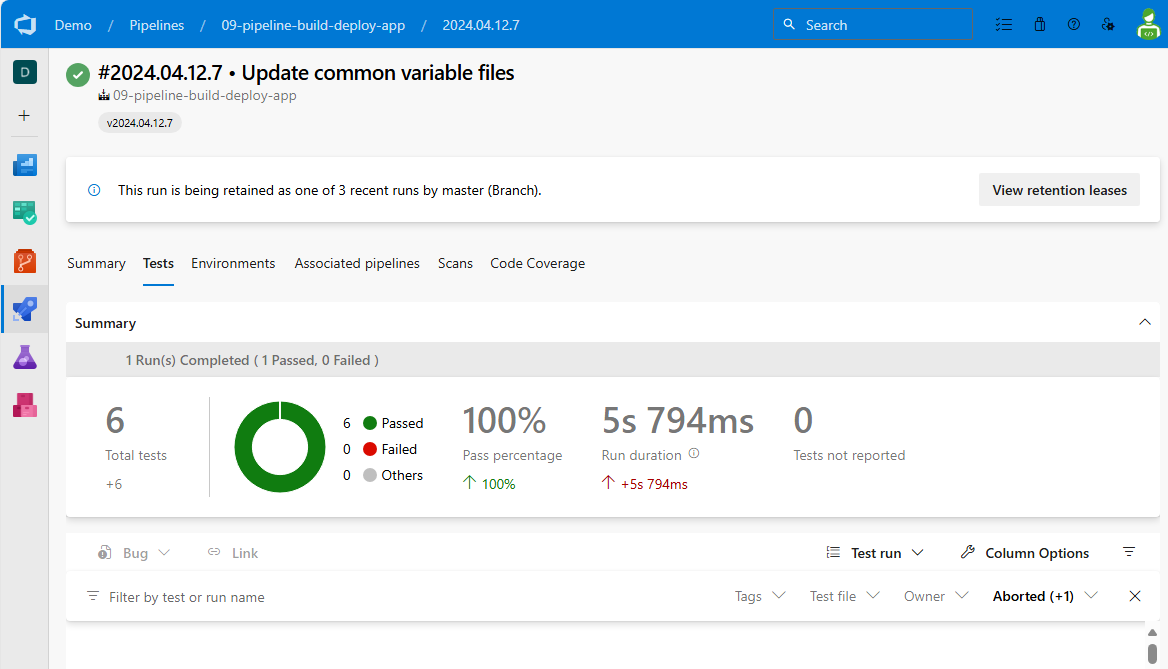 Demo / Pipelines / 09-pipeline-build-deploy-app / 2024.04.12.7 Search
D
#2024.04.12.7 • Update common variable files
09-pipeline-build-deploy-app
v2024.04.12.7
This run is being retained as one of 3 recent runs by master (Branch). View retention leases
Summary Tests Environments Associated pipelines Scans Code Coverage
Summary
1 Run(s) Completed ( 1 Passed, 0 Failed )
6
Total tests
+6
6 Passed
0 Failed
0 Others
100%
Pass percentage
100%
5s 794ms
Run duration
+5s 794ms
0
Tests not reported
Bug Link Test run Column Options
Filter by test or run name Tags Test file Owner Aborted (+1)